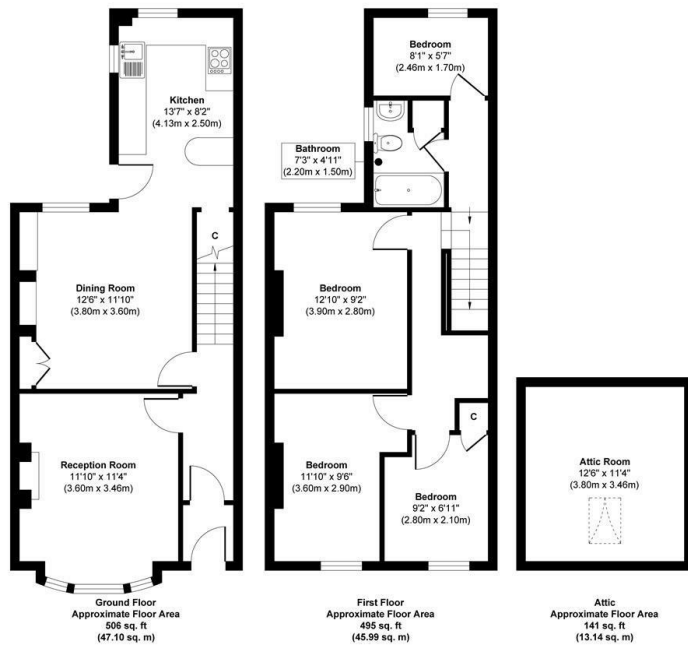 Kitchen
13'7" x 8'2"
(4.13m x 2.50m)
C
Dining Room
12'6" x 11'10"
(3.80m x 3.60m)
Reception Room
11'10" x 11'4"
(3.60m x 3.46m)
Ground Floor
Approximate Floor Area
506 sq. ft
(47.10 sq. m)
Bedroom
8'1" x 5'7"
(2.46m x 1.70m)
Bathroom
7'3" x 4'11"
(2.20m x 1.50m)
Bedroom
12'10" x 9'2"
(3.90m x 2.80m)
C
Bedroom
11'10" x 9'6"
(3.60m x 2.90m)
Bedroom
9'2" x 6'11"
(2.80m x 2.10m)
First Floor
Approximate Floor Area
495 sq. ft
(45.99 sq. m)
Attic Room
12'6" x 11'4"
(3.80m x 3.46m)
Attic
Approximate Floor Area
141 sq. ft
(13.14 sq. m)